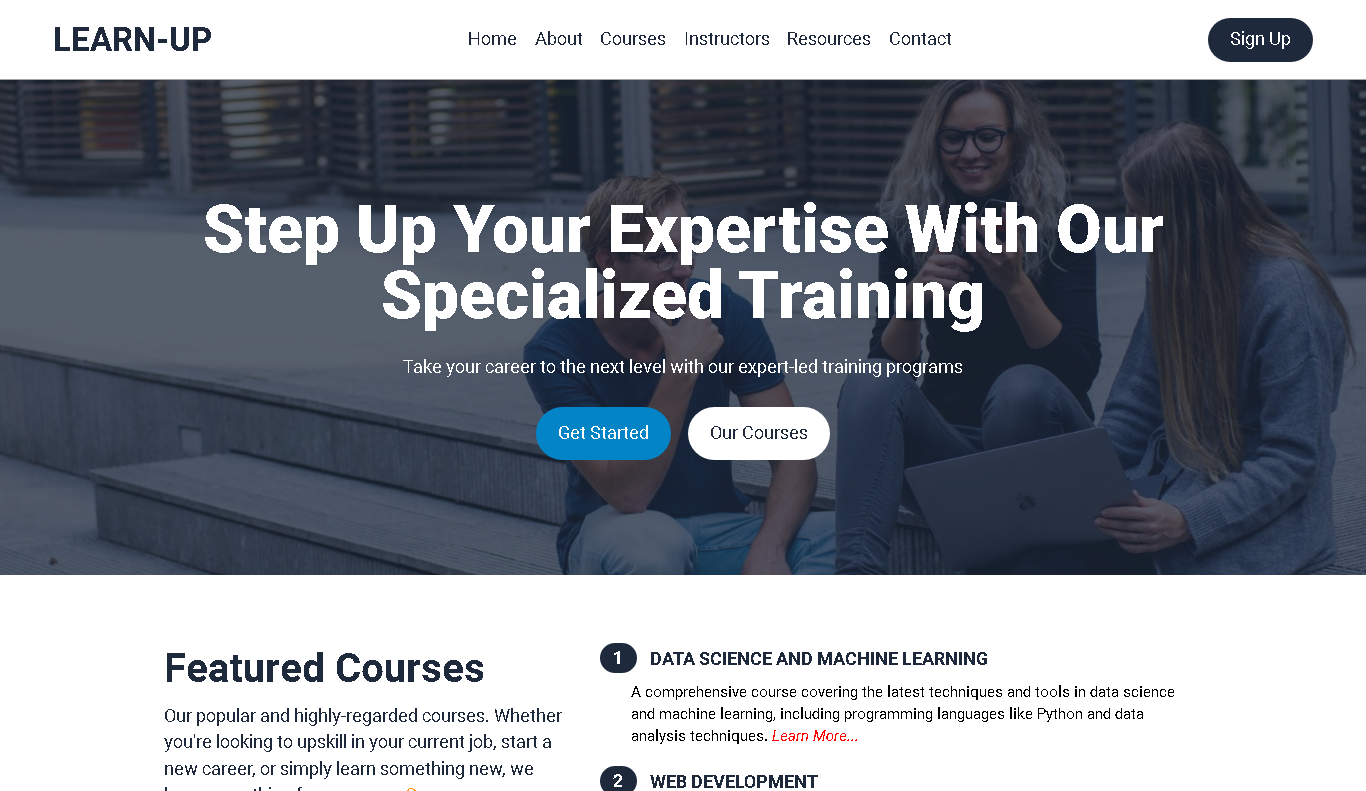 LEARN-UP
Home About Courses Instructors Resources Contact
Sign Up
Step Up Your Expertise With Our
Specialized Training
Take your career to the next level with our expert-led training programs
Get Started
Our Courses
Featured Courses
Our popular and highly-regarded courses. Whether
you're looking to upskill in your current job, start a
new career, or simply learn something new, we
1 DATA SCIENCE AND MACHINE LEARNING
A comprehensive course covering the latest techniques and tools in data science
and machine learning, including programming languages like Python and data
analysis techniques. Learn More...
2 WEB DEVELOPMENT